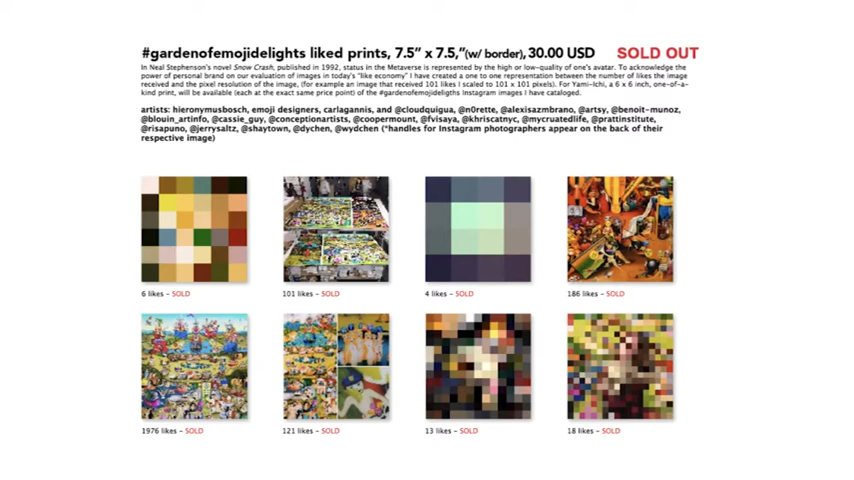 #gardenofemojidelights liked prints, 7.5" x 7.5,"(w/ border), 30.00 USD SOLD OUT
In Neal Stephenson's novel Snow Crash, published in 1992, status in the Metaverse is represented by the high or low-quality of one's avatar. To acknowledge the
power of personal brand on our evaluation of images in today's "like economy" I have created a one to one representation between the number of likes the image
received and the pixel resolution of the image, (for example an image that received 101 likes I scaled to 101 x 101 pixels). For Yami-Ichi, a 6 x 6 inch, one-of-a-
kind print, will be available (each at the exact same price point) of the #gardenofemojideligths Instagram images I have cataloged.
artists: hieronymusbosch, emoji designers, carlagannis, and @cloudquigua, @n0rette, @alexisazmbrano, @artsy, @benoit-munoz,
@blouin_artinfo, @cassie_guy, @conceptionartists, @coopermount, @fvisaya, @khriscatnyc, @mycruatedlife, @prattinstitute,
@risapuno, @jerrysaltz, @shaytown, @dychen, @wydchen (*handles for Instagram photographers appear on the back of their
respective image)
6 likes - SOLD
101 likes - SOLD
4 likes - SOLD
186 likes - SOLD
1976 likes - SOLD
121 likes - SOLD
13 likes - SOLD
18 likes - SOLD